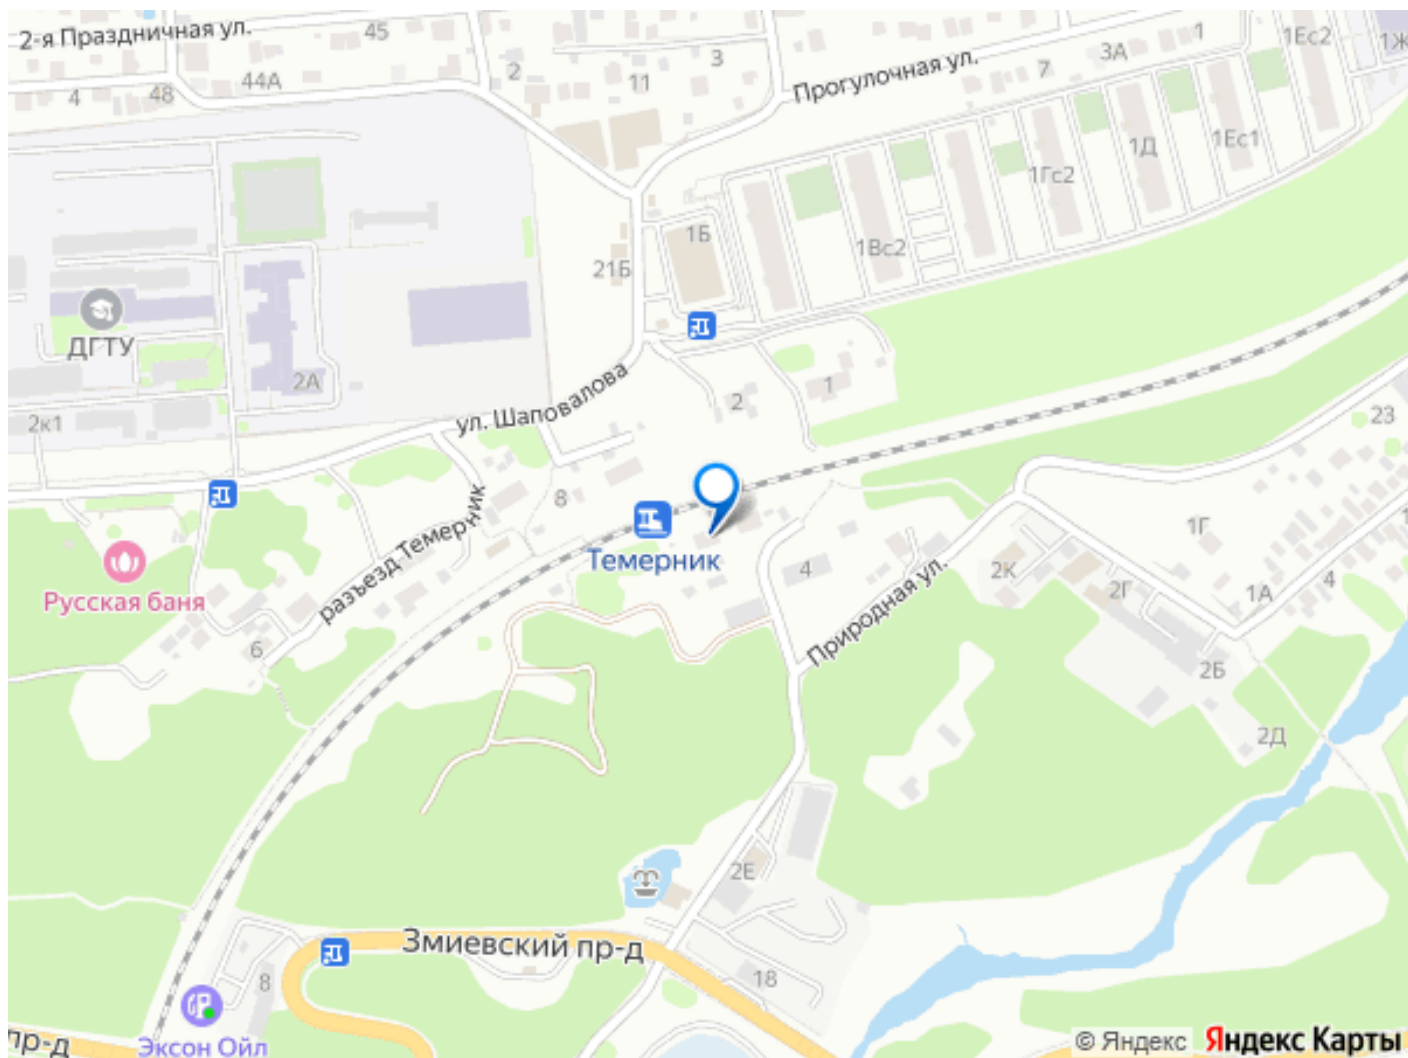 2-я Праздничная ул.
45
2
3
11
44А
4
48
Прогулочная ул.
7
3А
1
1Ес2
1Ж
1Д
1Ес1
1Гс2
1Вс2
1Б
21Б
ДГТУ
2А
2к1
ул. Шаповалова
2
1
23
8
разъезд Темерник
Темерник
4
Русская баня
6
Природная ул.
2К
2Г
1Г
1А
4
2Б
2Д
2Е
Змиевский пр-д
18
8
Эксон Ойл
пр-д
© Яндекс Яндекс Карты